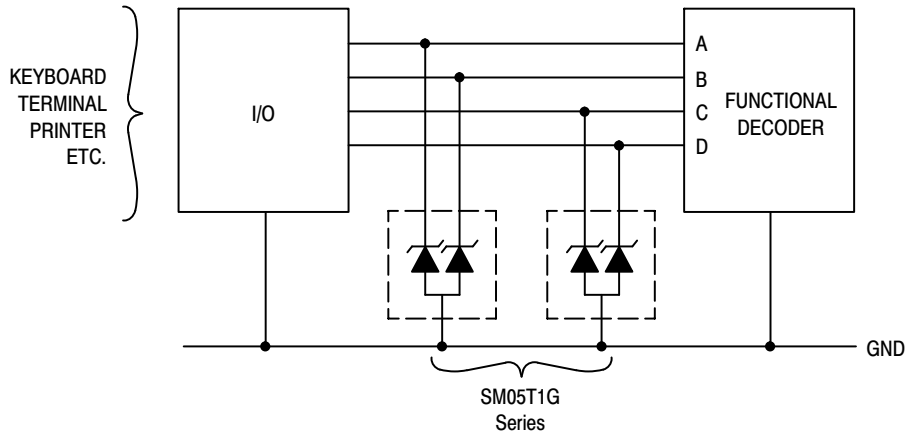 KEYBOARD
TERMINAL
PRINTER
ETC.
I/O
A
B
C
D
FUNCTIONAL
DECODER
GND
SM05T1G
Series